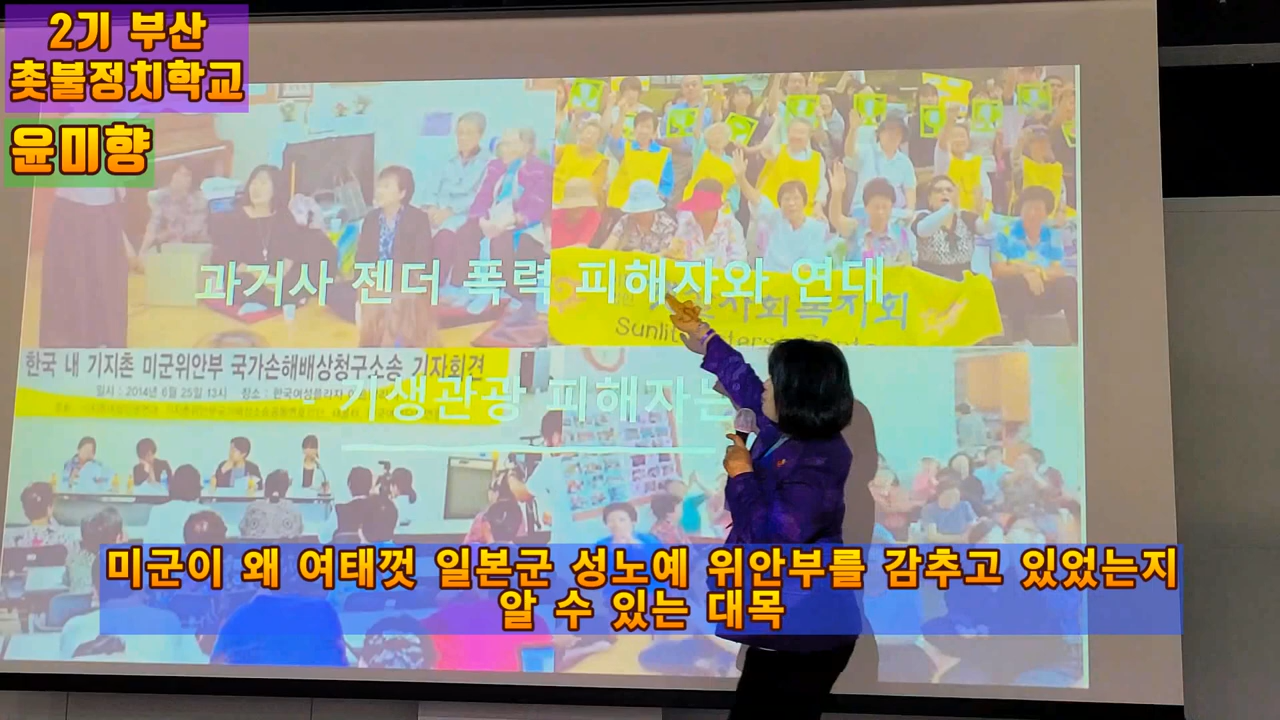 2기 부산
촛불정치학교
윤미향
과거사 젠더 폭력 피해자와 연대
Sunlit
한국 내 기지촌 미군위안부 국가손해배상청구소송 기자회견
일시 : 2014년 6월 25일 13시 장소 : 한국여성플라자
기생관광 피해자는
미군이 왜 여태껏 일본군 성노예 위안부를 감추고 있었는지
알 수 있는 대목